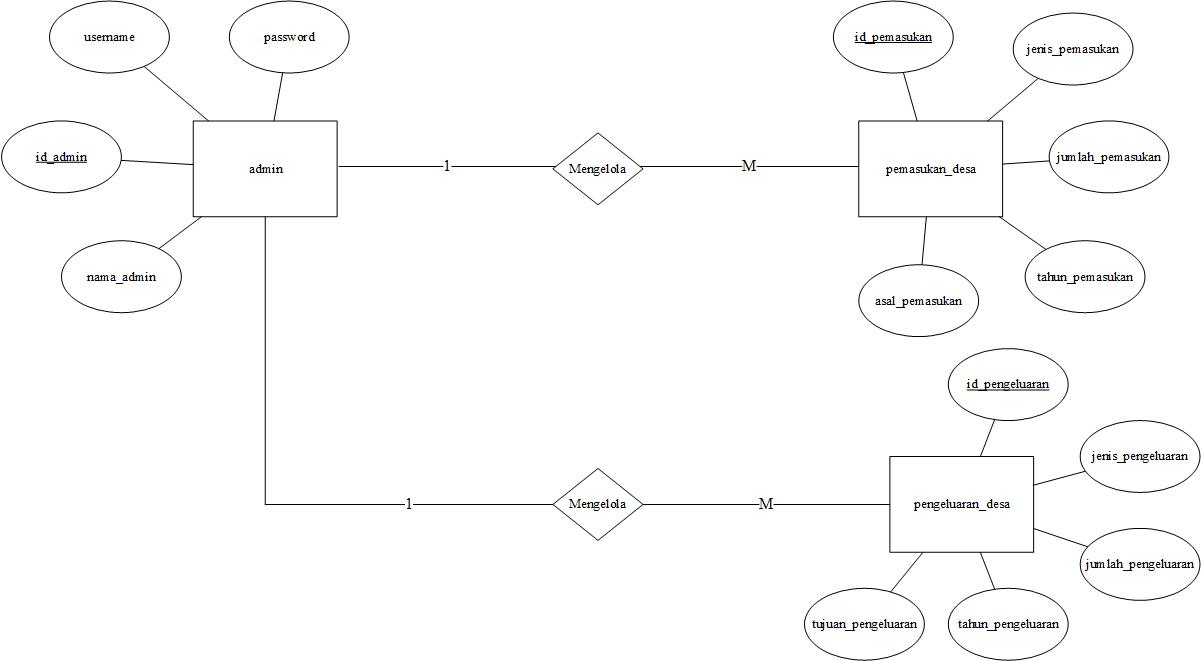 username
password
id_pemasukan
jenis_pemasukan
id_admin
admin
1
Mengelola
M
pemasukan_desa
jumlah_pemasukan
nama_admin
tahun_pemasukan
asal_pemasukan
id_pengeluaran
jenis_pengeluaran
1
Mengelola
M
pengeluaran_desa
jumlah_pengeluaran
tujuan_pengeluaran
tahun_pengeluaran